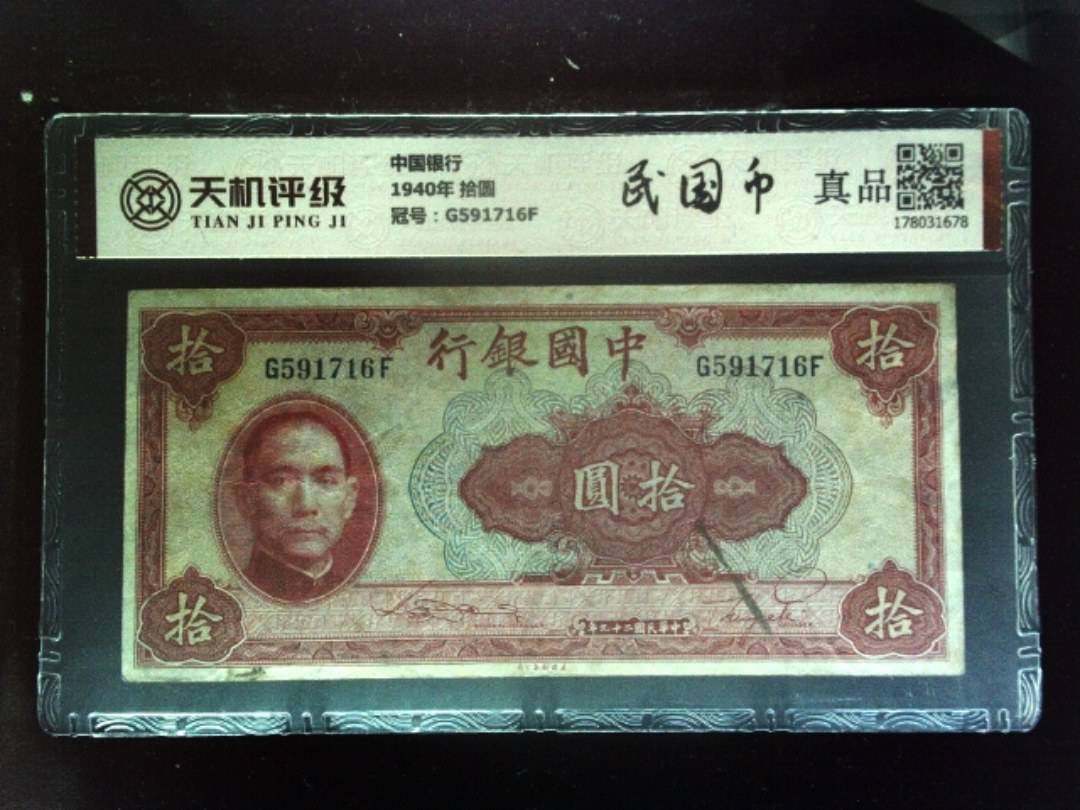 天机评级
TIAN JI PING JI
中国银行
1940年 拾圆
冠号：G591716F
民国币
真品
178031678
行銀國中
拾
拾
G591716F
G591716F
圓拾
拾
拾